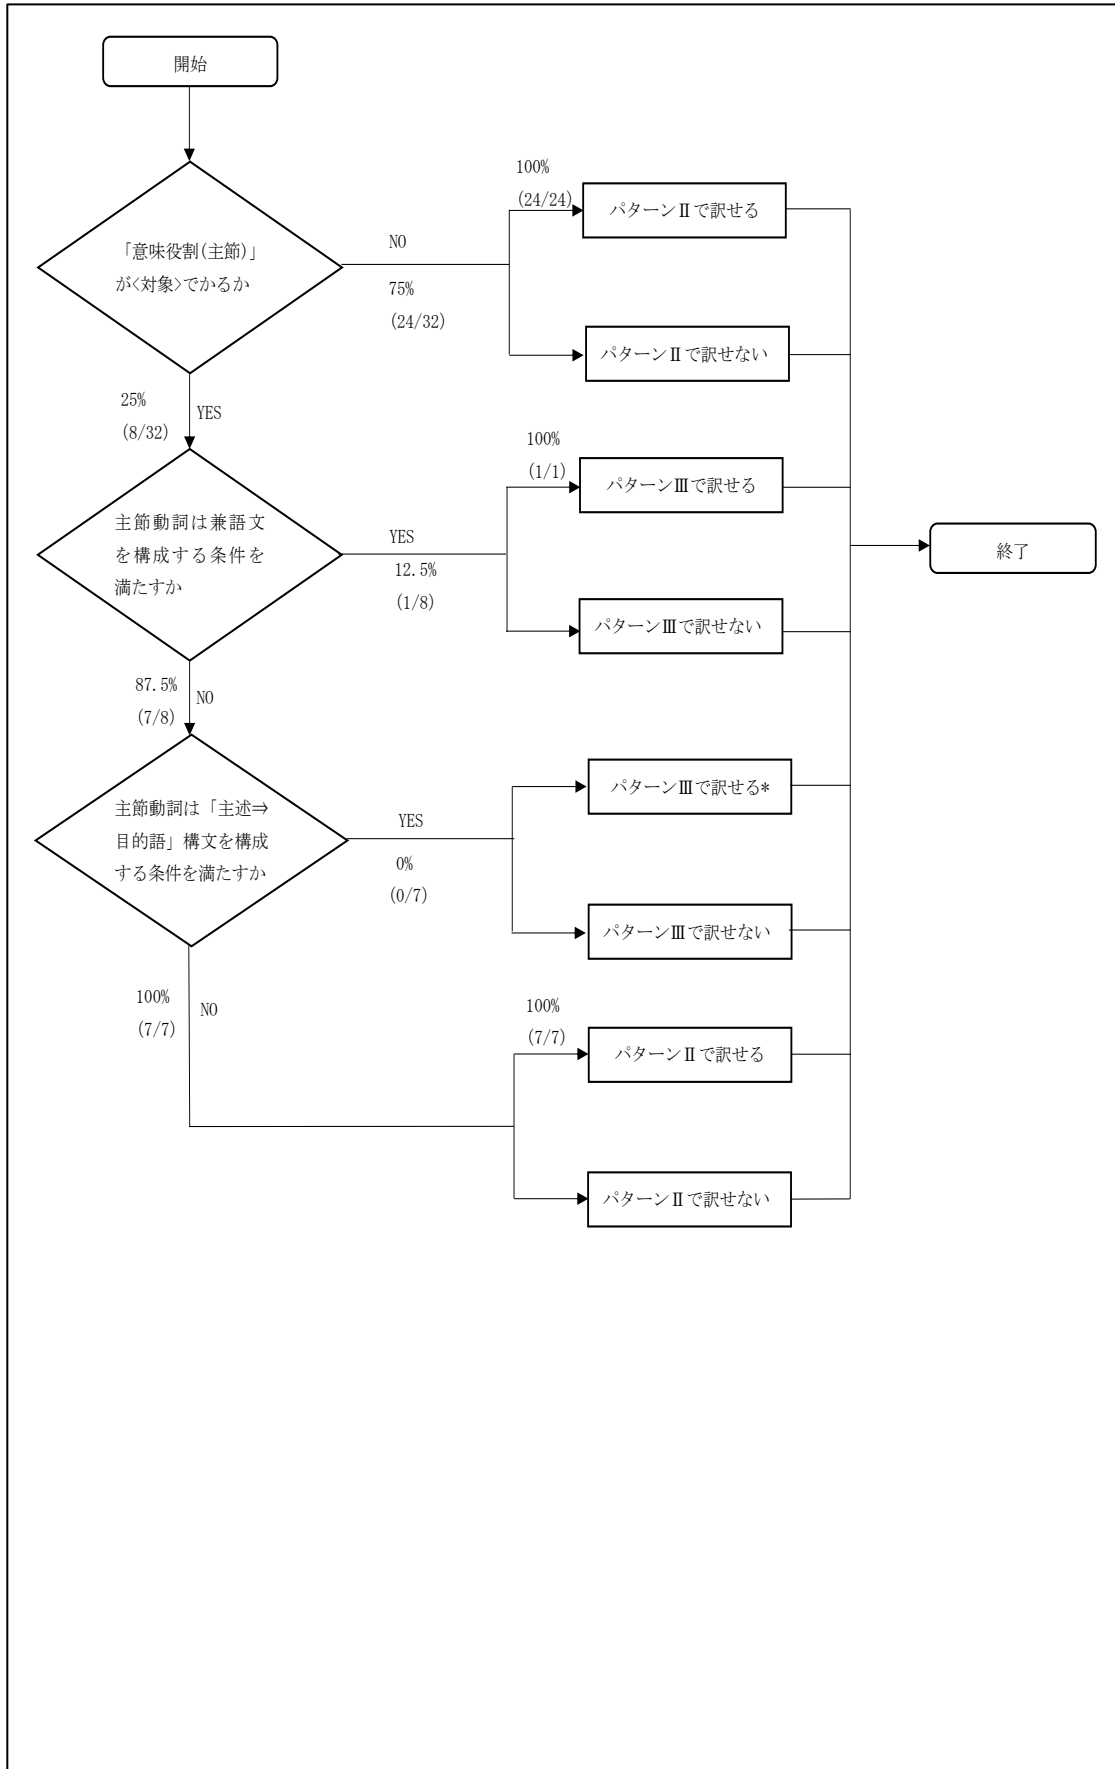 開始
100%
(24/24)
パターンⅡで訳せる
「意味役割(主節)」
が<対象>でかるか
NO
75%
(24/32)
パターンⅡで訳せない
25%
(8/32)
YES
100%
(1/1)
パターンⅢで訳せる
主節動詞は兼語文
を構成する条件を
満たすか
YES
12.5%
(1/8)
終了
パターンⅢで訳せない
87.5%
(7/8)
NO
パターンⅢで訳せる*
主節動詞は「主述⇒
目的語」構文を構成
する条件を満たすか
YES
0%
(0/7)
パターンⅢで訳せない
100%
(7/7)
NO
100%
(7/7)
パターンⅡで訳せる
パターンⅡで訳せない